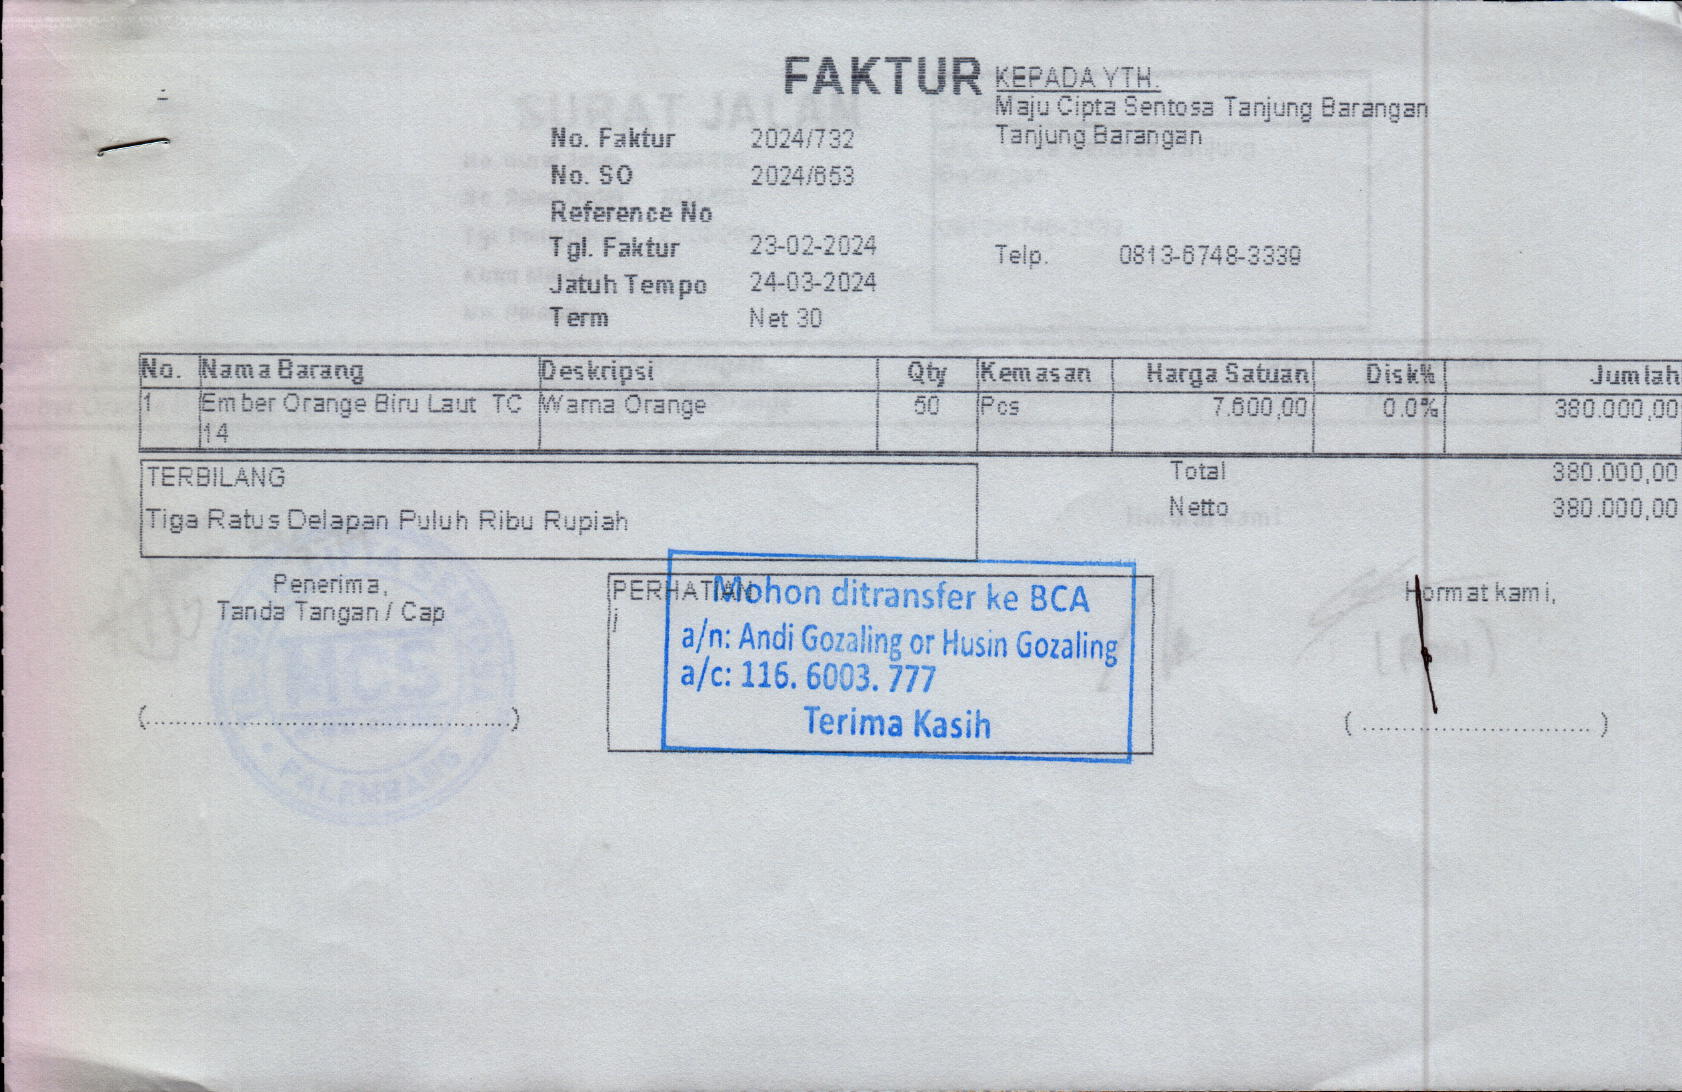 FAKTUR
KEPADA YTH.
Maju Cipta Sentosa Tanjung Barangan
Tanjung Barangan
No. Faktur 2024/732
No. SO 2024/653
Reference No
Tgl. Faktur 23-02-2024
Telp. 0813-6748-3339
Jatuh Tempo 24-03-2024
Term Net 30
No. Nama Barang Deskripsi Qty Kemasan Harga Satuan Disk% Jumlah
1 Ember Orange Biru Laut TC Warna Orange 50 Pcs 7.600,00 0.0% 380.000,00
14
TERBILANG
Tiga Ratus Delapan Puluh Ribu Rupiah
Total 380.000,00
Netto 380.000,00
Penerima,
Tanda Tangan / Cap
(........................................)
PERHATIAN
j
Mohon ditransfer ke BCA
a/n: Andi Gozaling or Husin Gozaling
a/c: 116. 6003. 777
Terima Kasih
Hormat kami,
( ............................ )
SURAT JALAN
MCS
PALEMBANG